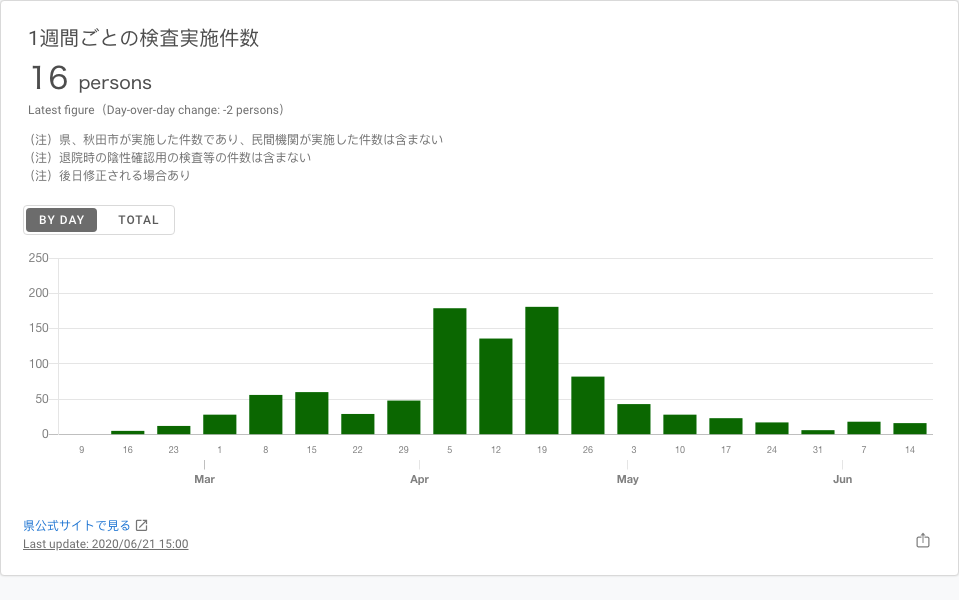 1週間ごとの検査実施件数
16 persons
Latest figure（Day-over-day change: -2 persons）
（注）県、秋田市が実施した件数であり、民間機関が実施した件数は含まない
（注）退院時の陰性確認用の検査等の件数は含まない
（注）後日修正される場合あり
BY DAY TOTAL
250
200
150
100
50
0
9 16 23 1 8 15 22 29 5 12 19 26 3 10 17 24 31 7 14
Mar Apr May Jun
県公式サイトで見る
Last update: 2020/06/21 15:00